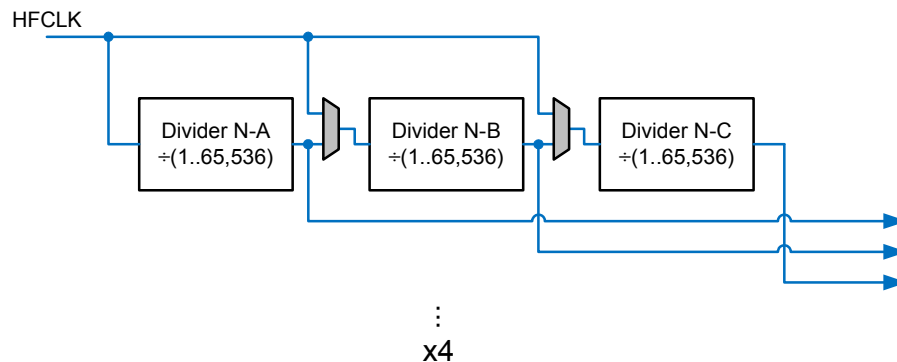 HFCLK
Divider N-A
÷(1..65,536)
Divider N-B
÷(1..65,536)
Divider N-C
÷(1..65,536)
⋮
x4